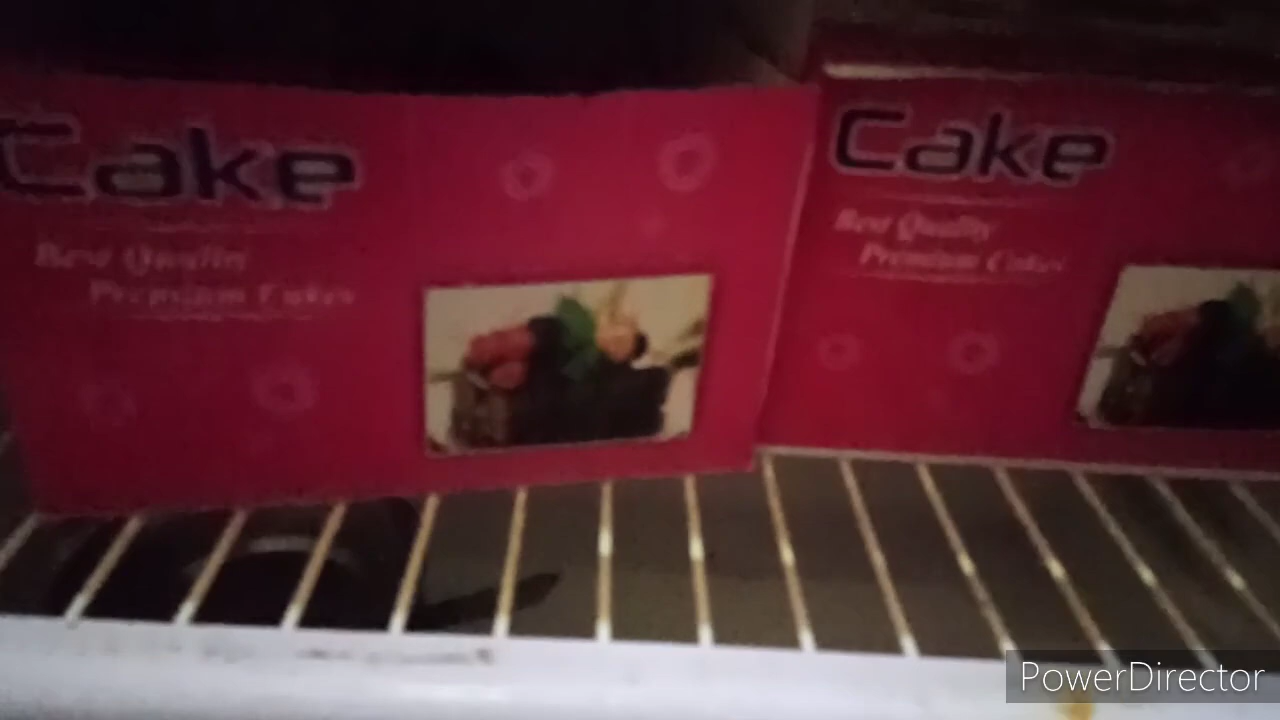 Cake
Best Quality
Premium Cakes
Cake
Best Quality
Premium Cakes
PowerDirector